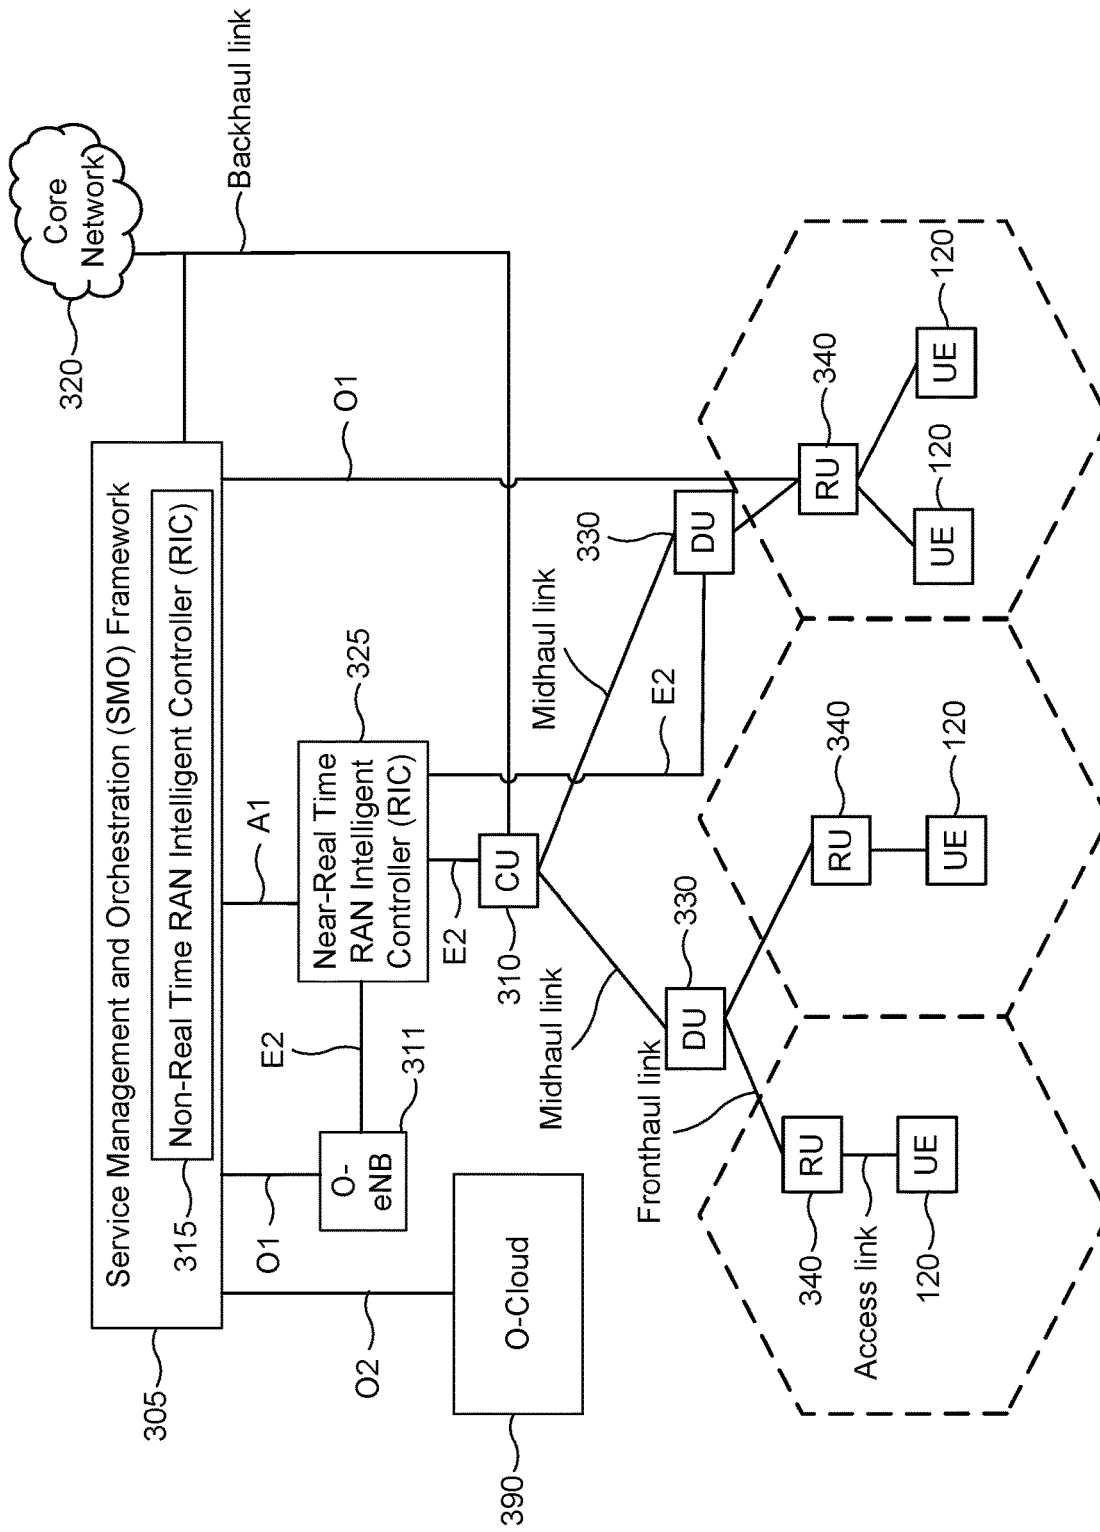 Core
Network
320
Backhaul link
Service Management and Orchestration (SMO) Framework
305
Non-Real Time RAN Intelligent Controller (RIC)
315
O2
O1
A1
O1
Near-Real Time
RAN Intelligent
Controller (RIC)
325
E2
O-
eNB
311
O-Cloud
390
E2
CU
310
Midhaul link
Midhaul link
E2
DU
330
DU
330
Fronthaul link
RU
340
RU
340
RU
340
Access link
UE
120
UE
120
UE
120
UE
120